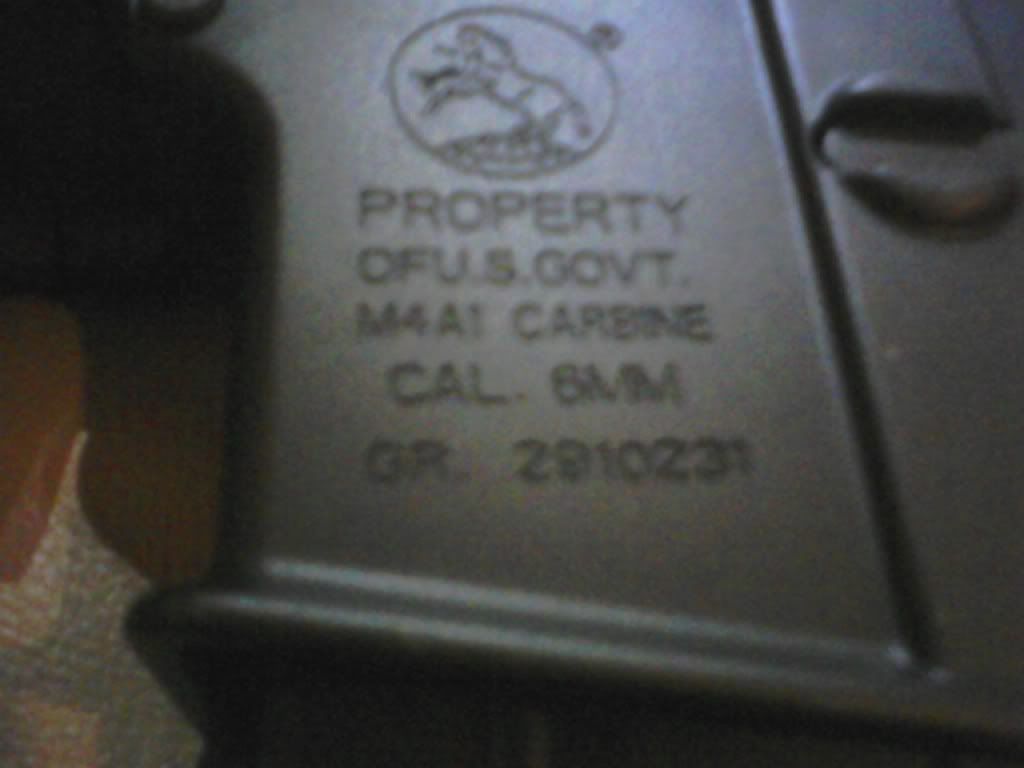 ®
PROPERTY
OF U.S. GOVT.
M4A1 CARBINE
CAL. 6MM
GR. 2910231